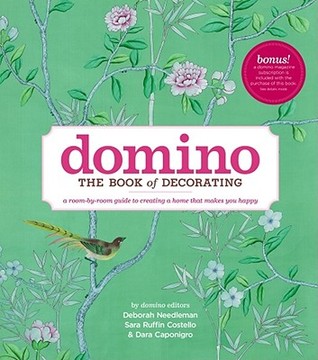 bonus!
a domino magazine
subscription is
included with the
purchase of this book
domino
THE BOOK of DECORATING
a room-by-room guide to creating a home that makes you happy
by domino editors
Deborah Needleman
Sara Ruffin Costello
& Dara Caponigro